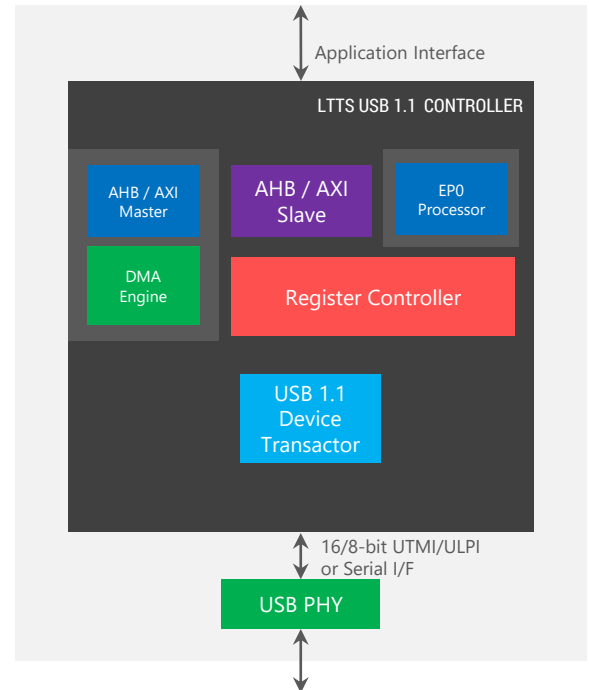 Application Interface
LTTS USB 1.1 CONTROLLER
AHB / AXI
Master
AHB / AXI
Slave
EP0
Processor
DMA
Engine
Register Controller
USB 1.1
Device
Transactor
16/8-bit UTMI/ULPI
or Serial I/F
USB PHY